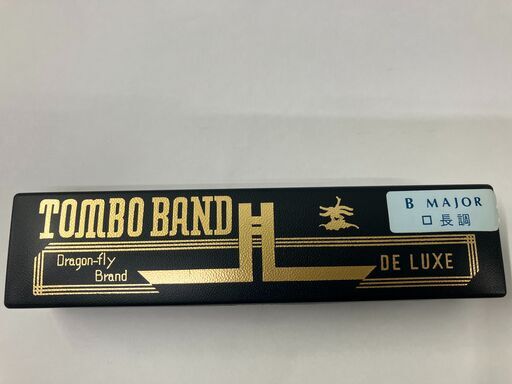 TOMBO BAND
Dragon-fly
Brand
DE LUXE
B MAJOR
ロ長調